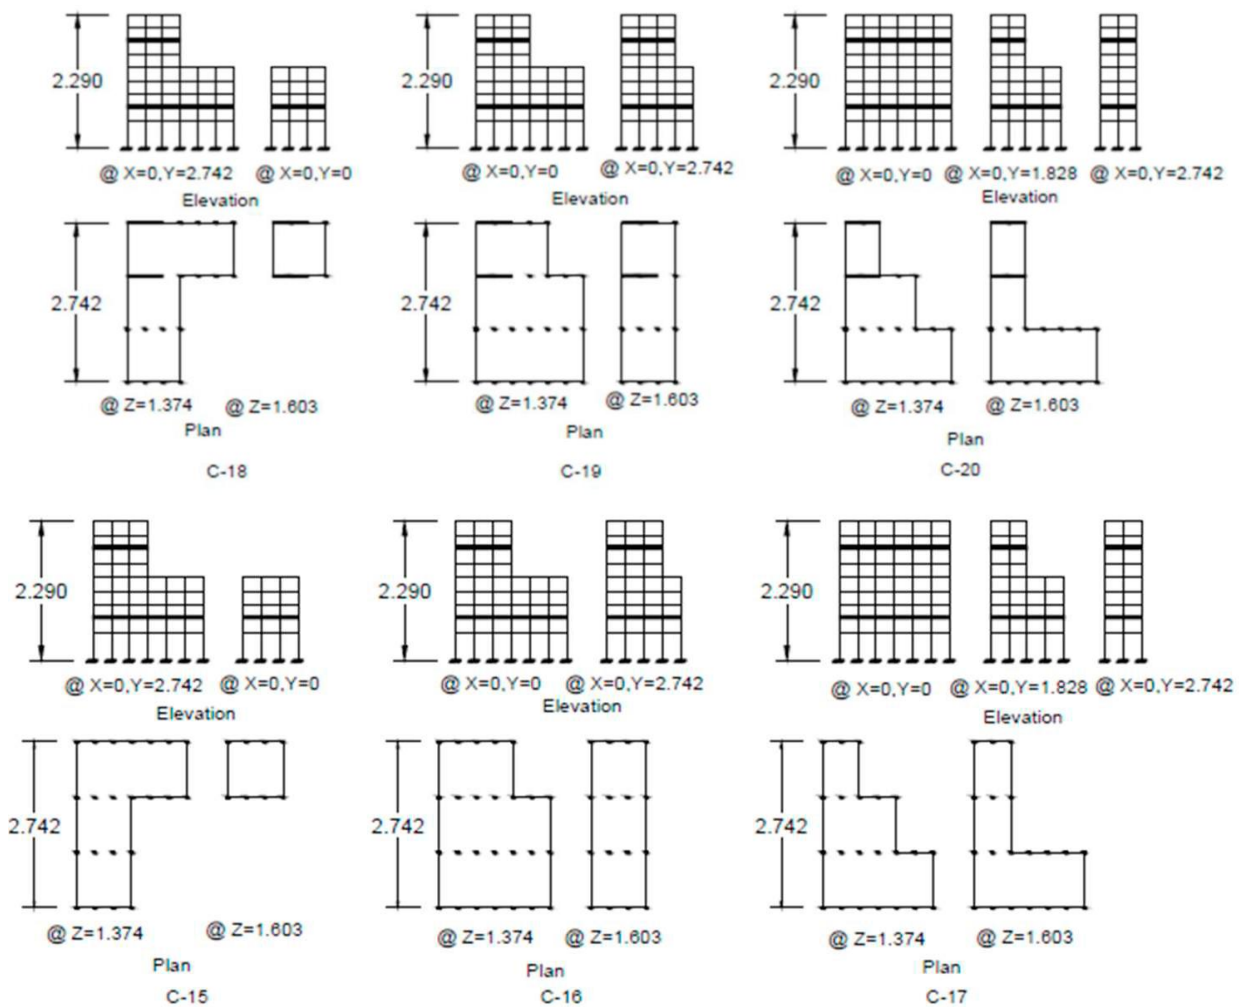 2.290
2.290
2.290
@ X=0,Y=2.742 @ X=0,Y=0
Elevation
@ X=0,Y=0 @ X=0,Y=2.742
Elevation
@ X=0,Y=0 @ X=0,Y=1.828 @ X=0,Y=2.742
Elevation
2.742
2.742
2.742
@ Z=1.374 @ Z=1.603
Plan
C-18
@ Z=1.374 @ Z=1.603
Plan
C-19
@ Z=1.374 @ Z=1.603
Plan
C-20
2.290
2.290
2.290
@ X=0,Y=2.742 @ X=0,Y=0
Elevation
@ X=0,Y=0 @ X=0,Y=2.742
Elevation
@ X=0,Y=0 @ X=0,Y=1.828 @ X=0,Y=2.742
Elevation
2.742
2.742
2.742
@ Z=1.374 @ Z=1.603
Plan
C-15
@ Z=1.374 @ Z=1.603
Plan
C-16
@ Z=1.374 @ Z=1.603
Plan
C-17